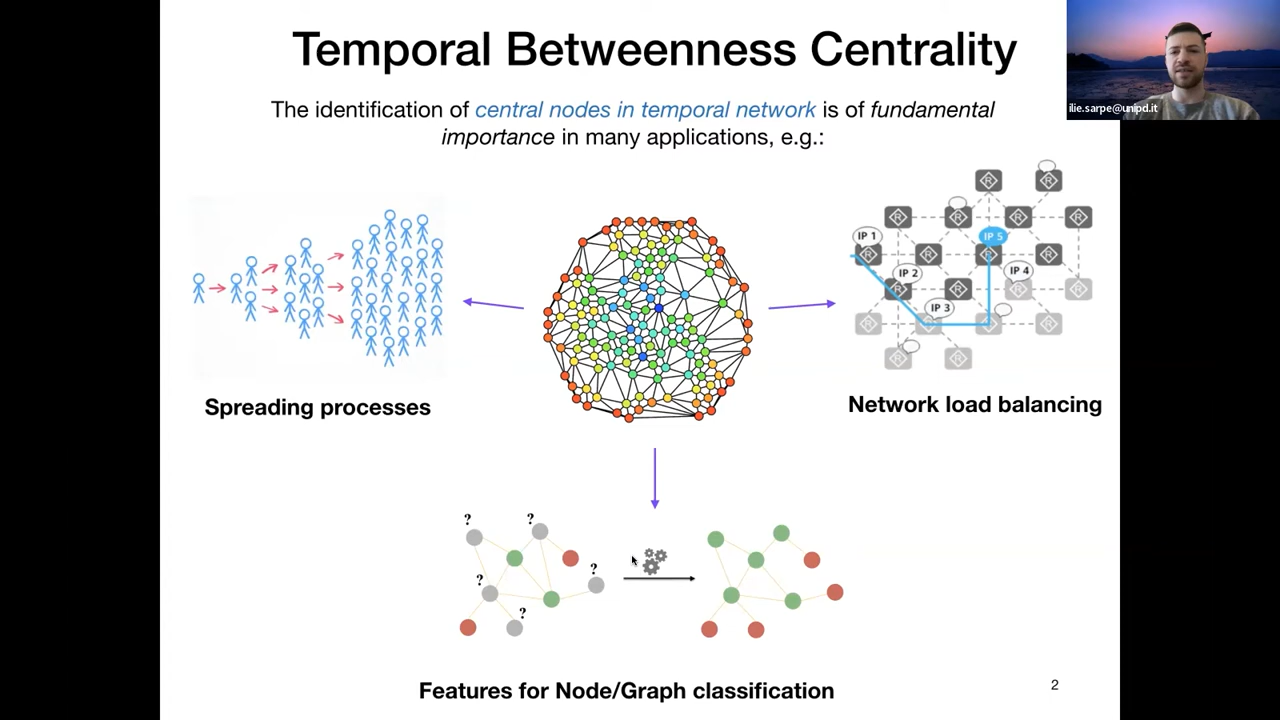 Temporal Betweenness Centrality
ilie.sarpe@unipd.it
The identification of central nodes in temporal network is of fundamental
importance in many applications, e.g.:
R R
R R R R
IP 1 IP 5
R R R R
IP 2 IP 4
R R R R
IP 3
R R R R
R R
Spreading processes
Network load balancing
? ?
?
?
?
Features for Node/Graph classification
2